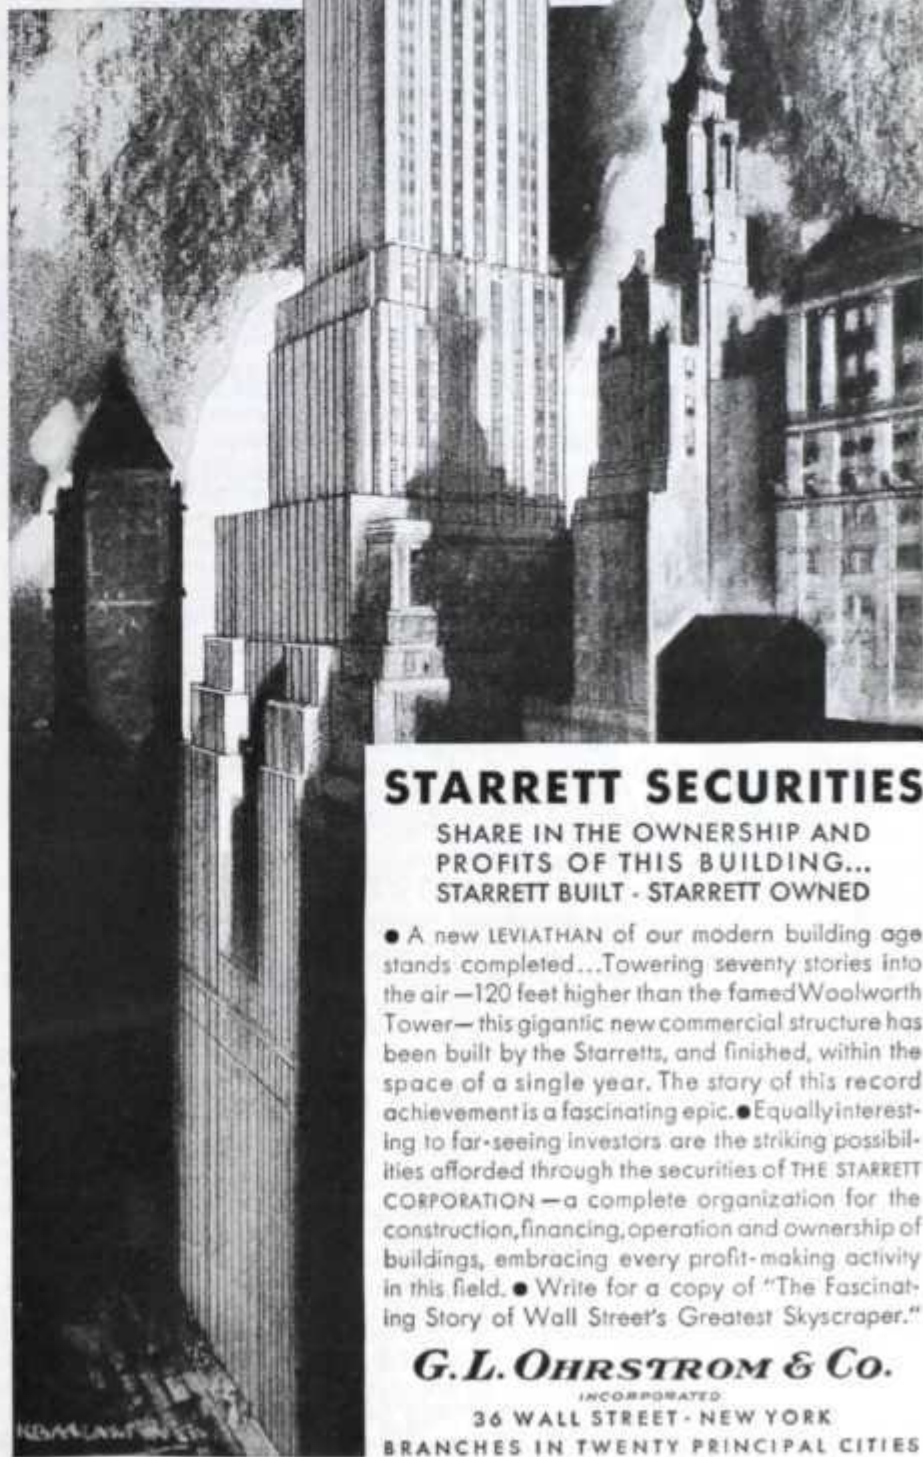 STARRETT SECURITIES
SHARE IN THE OWNERSHIP AND
PROFITS OF THIS BUILDING...
STARRETT BUILT - STARRETT OWNED
● A new LEVIATHAN of our modern building age
stands completed...Towering seventy stories into
the air—120 feet higher than the famed Woolworth
Tower—this gigantic new commercial structure has
been built by the Starretts, and finished, within the
space of a single year. The story of this record
achievement is a fascinating epic. ● Equally interest-
ing to far-seeing investors are the striking possibil-
ities afforded through the securities of THE STARRETT
CORPORATION—a complete organization for the
construction, financing, operation and ownership of
buildings, embracing every profit-making activity
in this field. ● Write for a copy of "The Fascinat-
ing Story of Wall Street's Greatest Skyscraper."
G. L. OHRSTROM & CO.
INCORPORATED
36 WALL STREET - NEW YORK
BRANCHES IN TWENTY PRINCIPAL CITIES